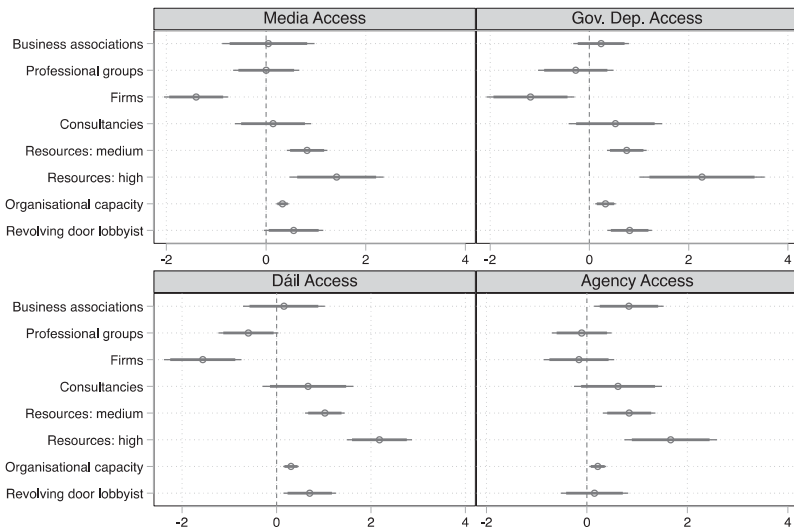 Media Access
Gov. Dep. Access
Business associations
Professional groups
Firms
Consultancies
Resources: medium
Resources: high
Organisational capacity
Revolving door lobbyist
-2 0 2 4
-2 0 2 4
Dáil Access
Agency Access
Business associations
Professional groups
Firms
Consultancies
Resources: medium
Resources: high
Organisational capacity
Revolving door lobbyist
-2 0 2 4
-2 0 2 4